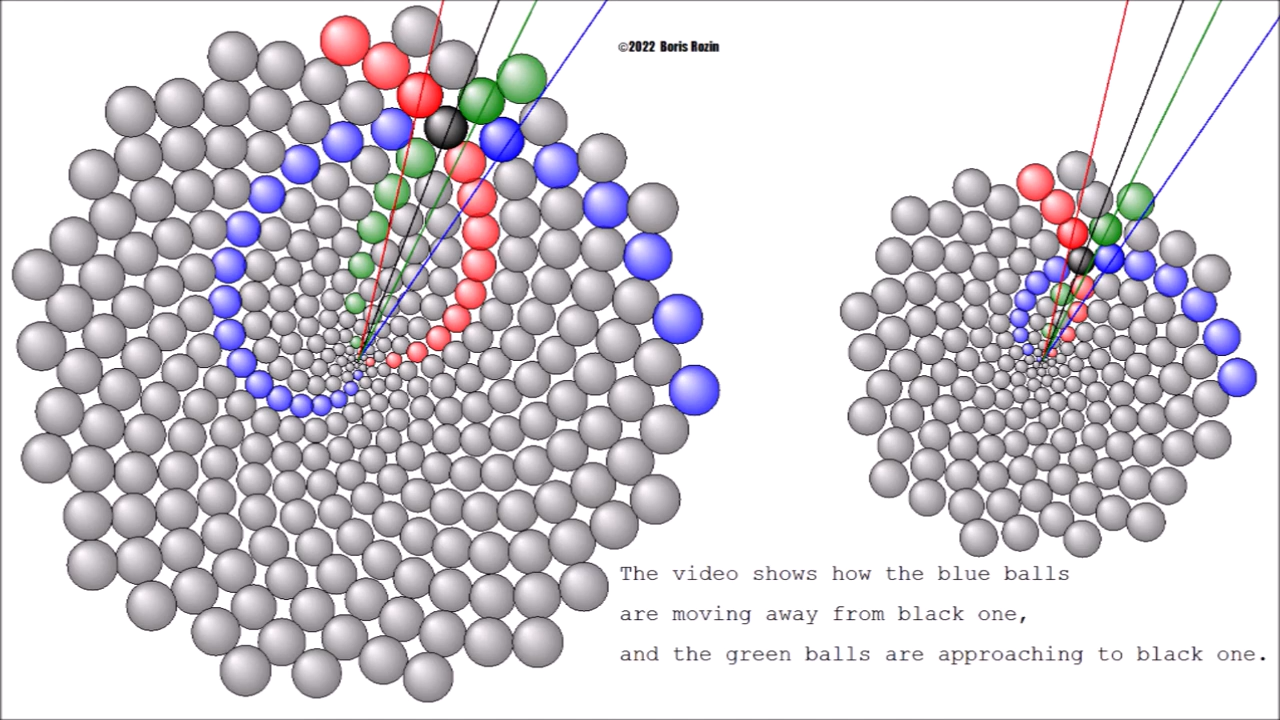 ©2022 Boris Rozin
The video shows how the blue balls
are moving away from black one,
and the green balls are approaching to black one.